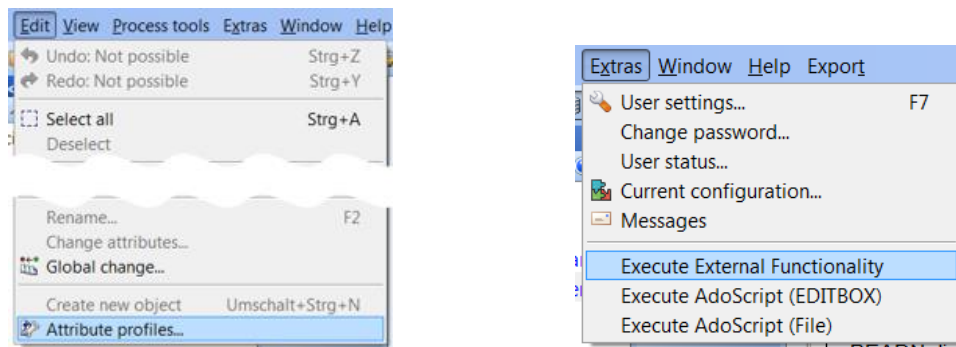 Edit View Process tools Extras Window Help
Undo: Not possible Strg+Z
Redo: Not possible Strg+Y
Select all Strg+A
Deselect
Rename... F2
Change attributes...
Global change...
Create new object Umschalt+Strg+N
Attribute profiles...
Extras Window Help Export
User settings... F7
Change password...
User status...
Current configuration...
Messages
Execute External Functionality
Execute AdoScript (EDITBOX)
Execute AdoScript (File)